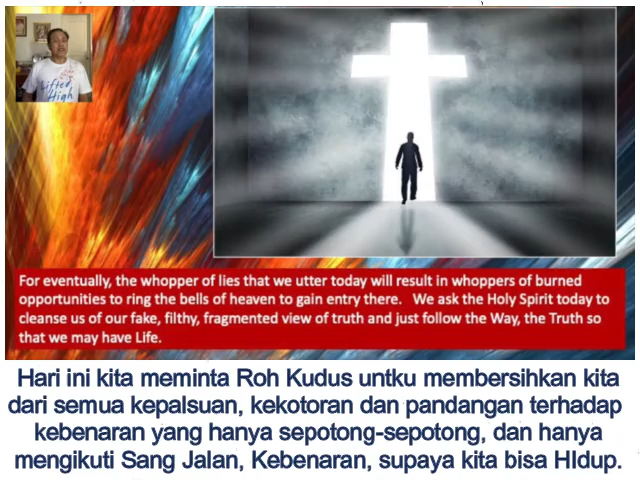 Lifted
High
For eventually, the whopper of lies that we utter today will result in whoppers of burned
opportunities to ring the bells of heaven to gain entry there. We ask the Holy Spirit today to
cleanse us of our fake, filthy, fragmented view of truth and just follow the Way, the Truth so
that we may have Life.
Hari ini kita meminta Roh Kudus untku membersihkan kita
dari semua kepalsuan, kekotoran dan pandangan terhadap
kebenaran yang hanya sepotong-sepotong, dan hanya
mengikuti Sang Jalan, Kebenaran, supaya kita bisa HIdup.